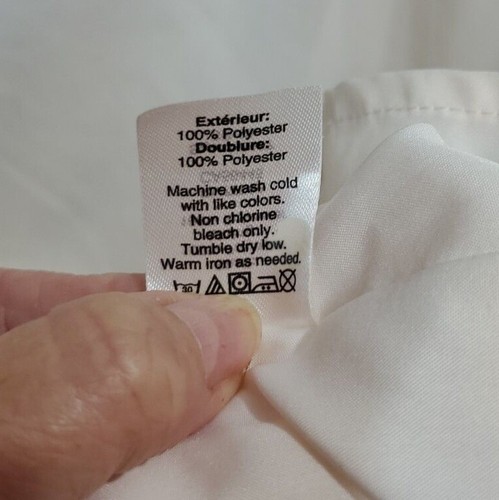 Extérieur:
100% Polyester
Doublure:
100% Polyester
Machine wash cold
with like colors.
Non chlorine
bleach only.
Tumble dry low.
Warm iron as needed.
30